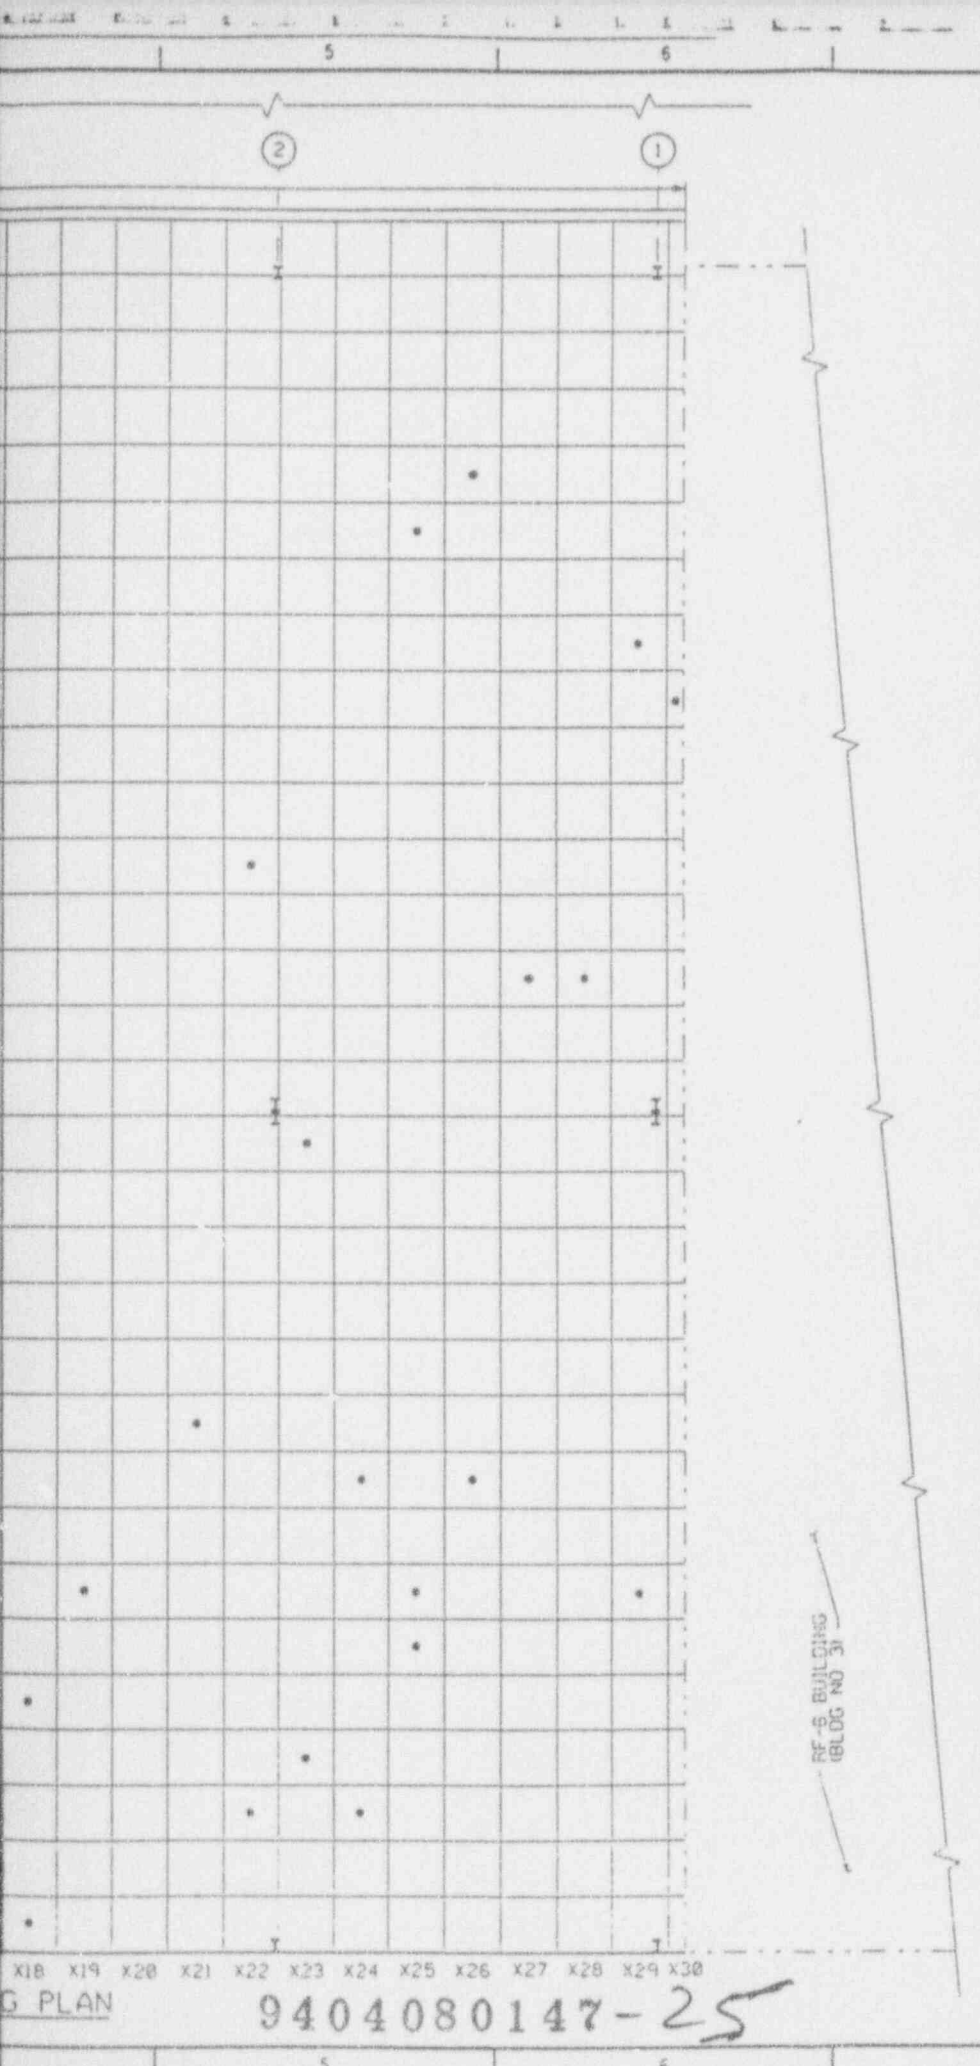 5 6
2 1
RF-6 BUILDING
(BLDG NO 3)
X18 X19 X20 X21 X22 X23 X24 X25 X26 X27 X28 X29 X30
G PLAN
9404080147-25
5 6